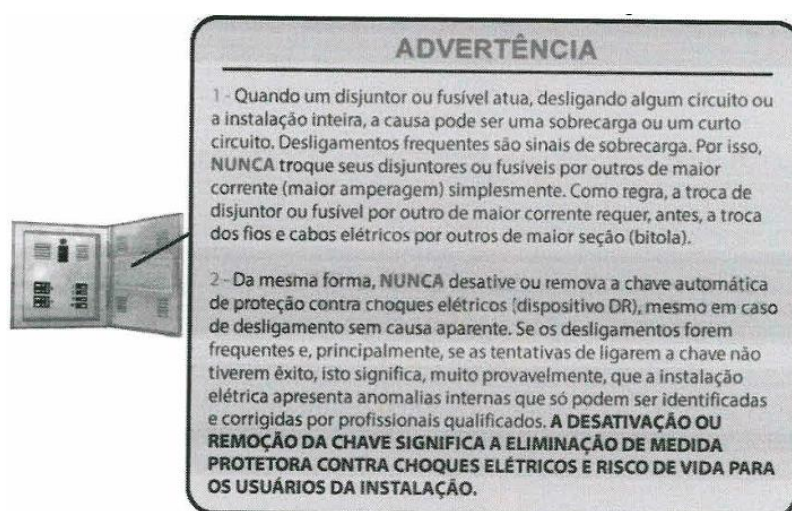 ADVERTÊNCIA
1 - Quando um disjuntor ou fusível atua, desligando algum circuito ou
a instalação inteira, a causa pode ser uma sobrecarga ou um curto
circuito. Desligamentos frequentes são sinais de sobrecarga. Por isso,
NUNCA troque seus disjuntores ou fusíveis por outros de maior
corrente (maior amperagem) simplesmente. Como regra, a troca de
disjuntor ou fusível por outro de maior corrente requer, antes, a troca
dos fios e cabos elétricos por outros de maior seção (bitola).
2 - Da mesma forma, NUNCA desative ou remova a chave automática
de proteção contra choques elétricos (dispositivo DR), mesmo em caso
de desligamento sem causa aparente. Se os desligamentos forem
frequentes e, principalmente, se as tentativas de ligarem a chave não
tiverem êxito, isto significa, muito provavelmente, que a instalação
elétrica apresenta anomalias internas que só podem ser identificadas
e corrigidas por profissionais qualificados. A DESATIVAÇÃO OU
REMOÇÃO DA CHAVE SIGNIFICA A ELIMINAÇÃO DE MEDIDA
PROTETORA CONTRA CHOQUES ELÉTRICOS E RISCO DE VIDA PARA
OS USUÁRIOS DA INSTALAÇÃO.